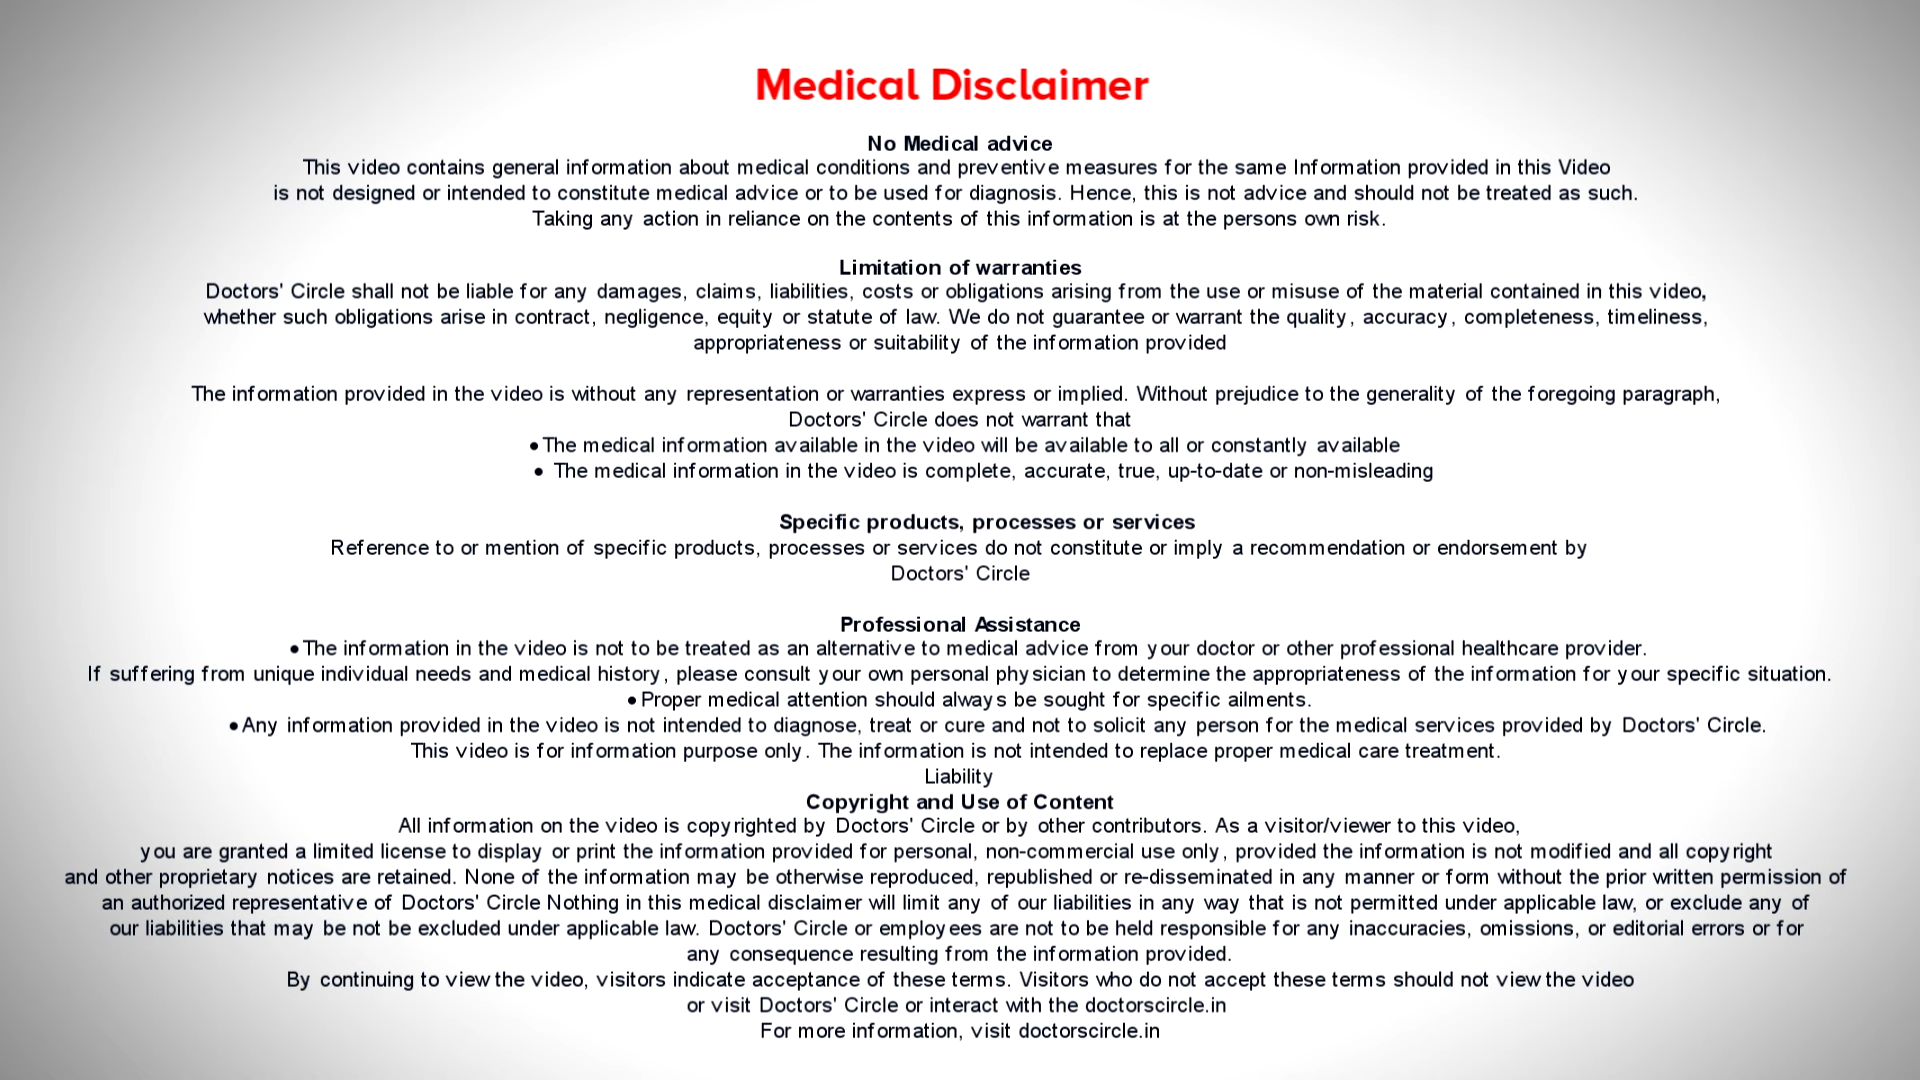 Medical Disclaimer
No Medical advice
This video contains general information about medical conditions and preventive measures for the same Information provided in this Video
is not designed or intended to constitute medical advice or to be used for diagnosis. Hence, this is not advice and should not be treated as such.
Taking any action in reliance on the contents of this information is at the persons own risk.
Limitation of warranties
Doctors' Circle shall not be liable for any damages, claims, liabilities, costs or obligations arising from the use or misuse of the material contained in this video,
whether such obligations arise in contract, negligence, equity or statute of law. We do not guarantee or warrant the quality, accuracy, completeness, timeliness,
appropriateness or suitability of the information provided
The information provided in the video is without any representation or warranties express or implied. Without prejudice to the generality of the foregoing paragraph,
Doctors' Circle does not warrant that
• The medical information available in the video will be available to all or constantly available
• The medical information in the video is complete, accurate, true, up-to-date or non-misleading
Specific products, processes or services
Reference to or mention of specific products, processes or services do not constitute or imply a recommendation or endorsement by
Doctors' Circle
Professional Assistance
• The information in the video is not to be treated as an alternative to medical advice from your doctor or other professional healthcare provider.
If suffering from unique individual needs and medical history, please consult your own personal physician to determine the appropriateness of the information for your specific situation.
• Proper medical attention should always be sought for specific ailments.
• Any information provided in the video is not intended to diagnose, treat or cure and not to solicit any person for the medical services provided by Doctors' Circle.
This video is for information purpose only. The information is not intended to replace proper medical care treatment.
Liability
Copyright and Use of Content
All information on the video is copyrighted by Doctors' Circle or by other contributors. As a visitor/viewer to this video,
you are granted a limited license to display or print the information provided for personal, non-commercial use only, provided the information is not modified and all copyright
and other proprietary notices are retained. None of the information may be otherwise reproduced, republished or re-disseminated in any manner or form without the prior written permission of
an authorized representative of Doctors' Circle Nothing in this medical disclaimer will limit any of our liabilities in any way that is not permitted under applicable law, or exclude any of
our liabilities that may be not be excluded under applicable law. Doctors' Circle or employees are not to be held responsible for any inaccuracies, omissions, or editorial errors or for
any consequence resulting from the information provided.
By continuing to view the video, visitors indicate acceptance of these terms. Visitors who do not accept these terms should not view the video
or visit Doctors' Circle or interact with the doctorscircle.in
For more information, visit doctorscircle.in